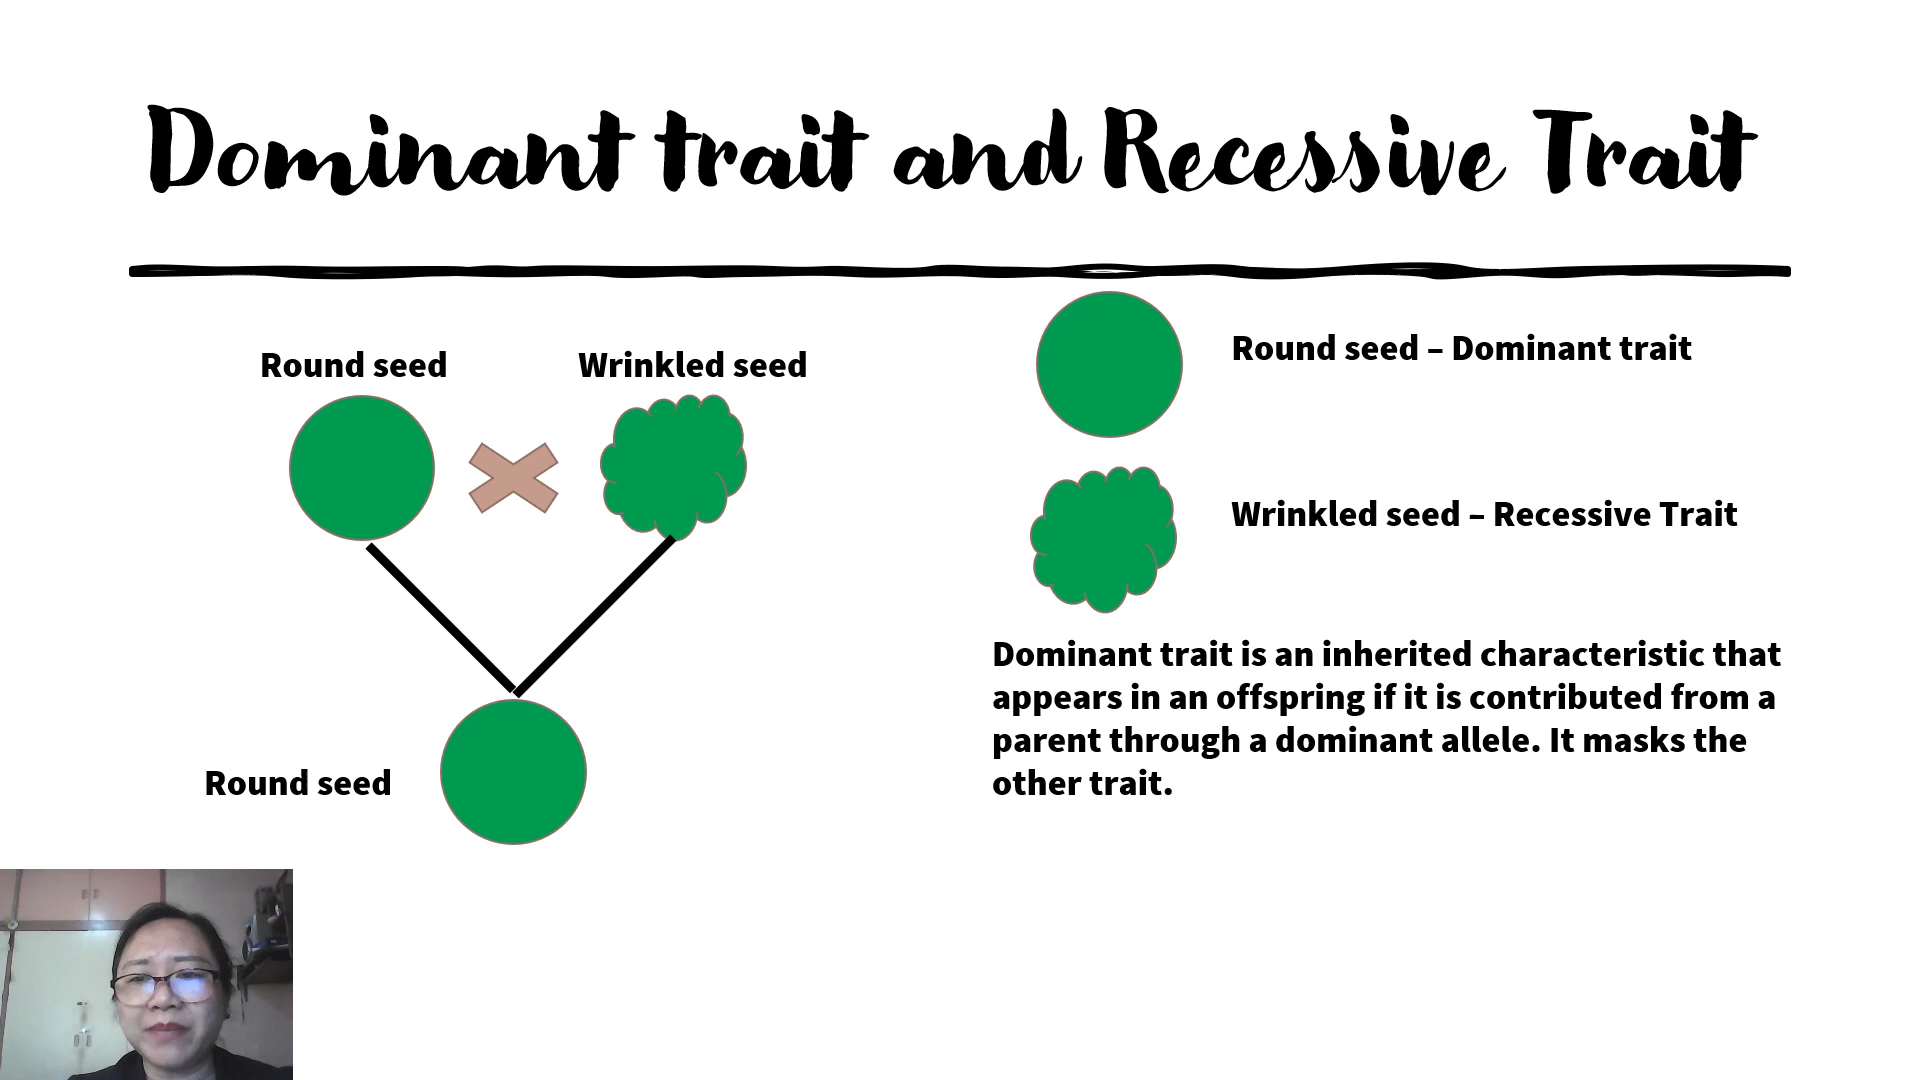 Dominant trait and Recessive Trait
Round seed
Wrinkled seed
Round seed
Round seed – Dominant trait
Wrinkled seed – Recessive Trait
Dominant trait is an inherited characteristic that
appears in an offspring if it is contributed from a
parent through a dominant allele. It masks the
other trait.